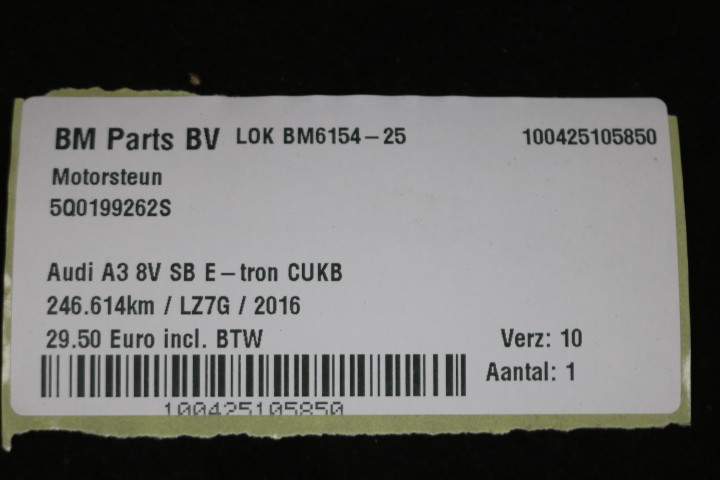 BM Parts BV LOK BM6154-25 100425105850
Motorsteun
5Q0199262S
Audi A3 8V SB E-tron CUKB
246.614km / LZ7G / 2016
29.50 Euro incl. BTW Verz: 10
Aantal: 1
100425105850